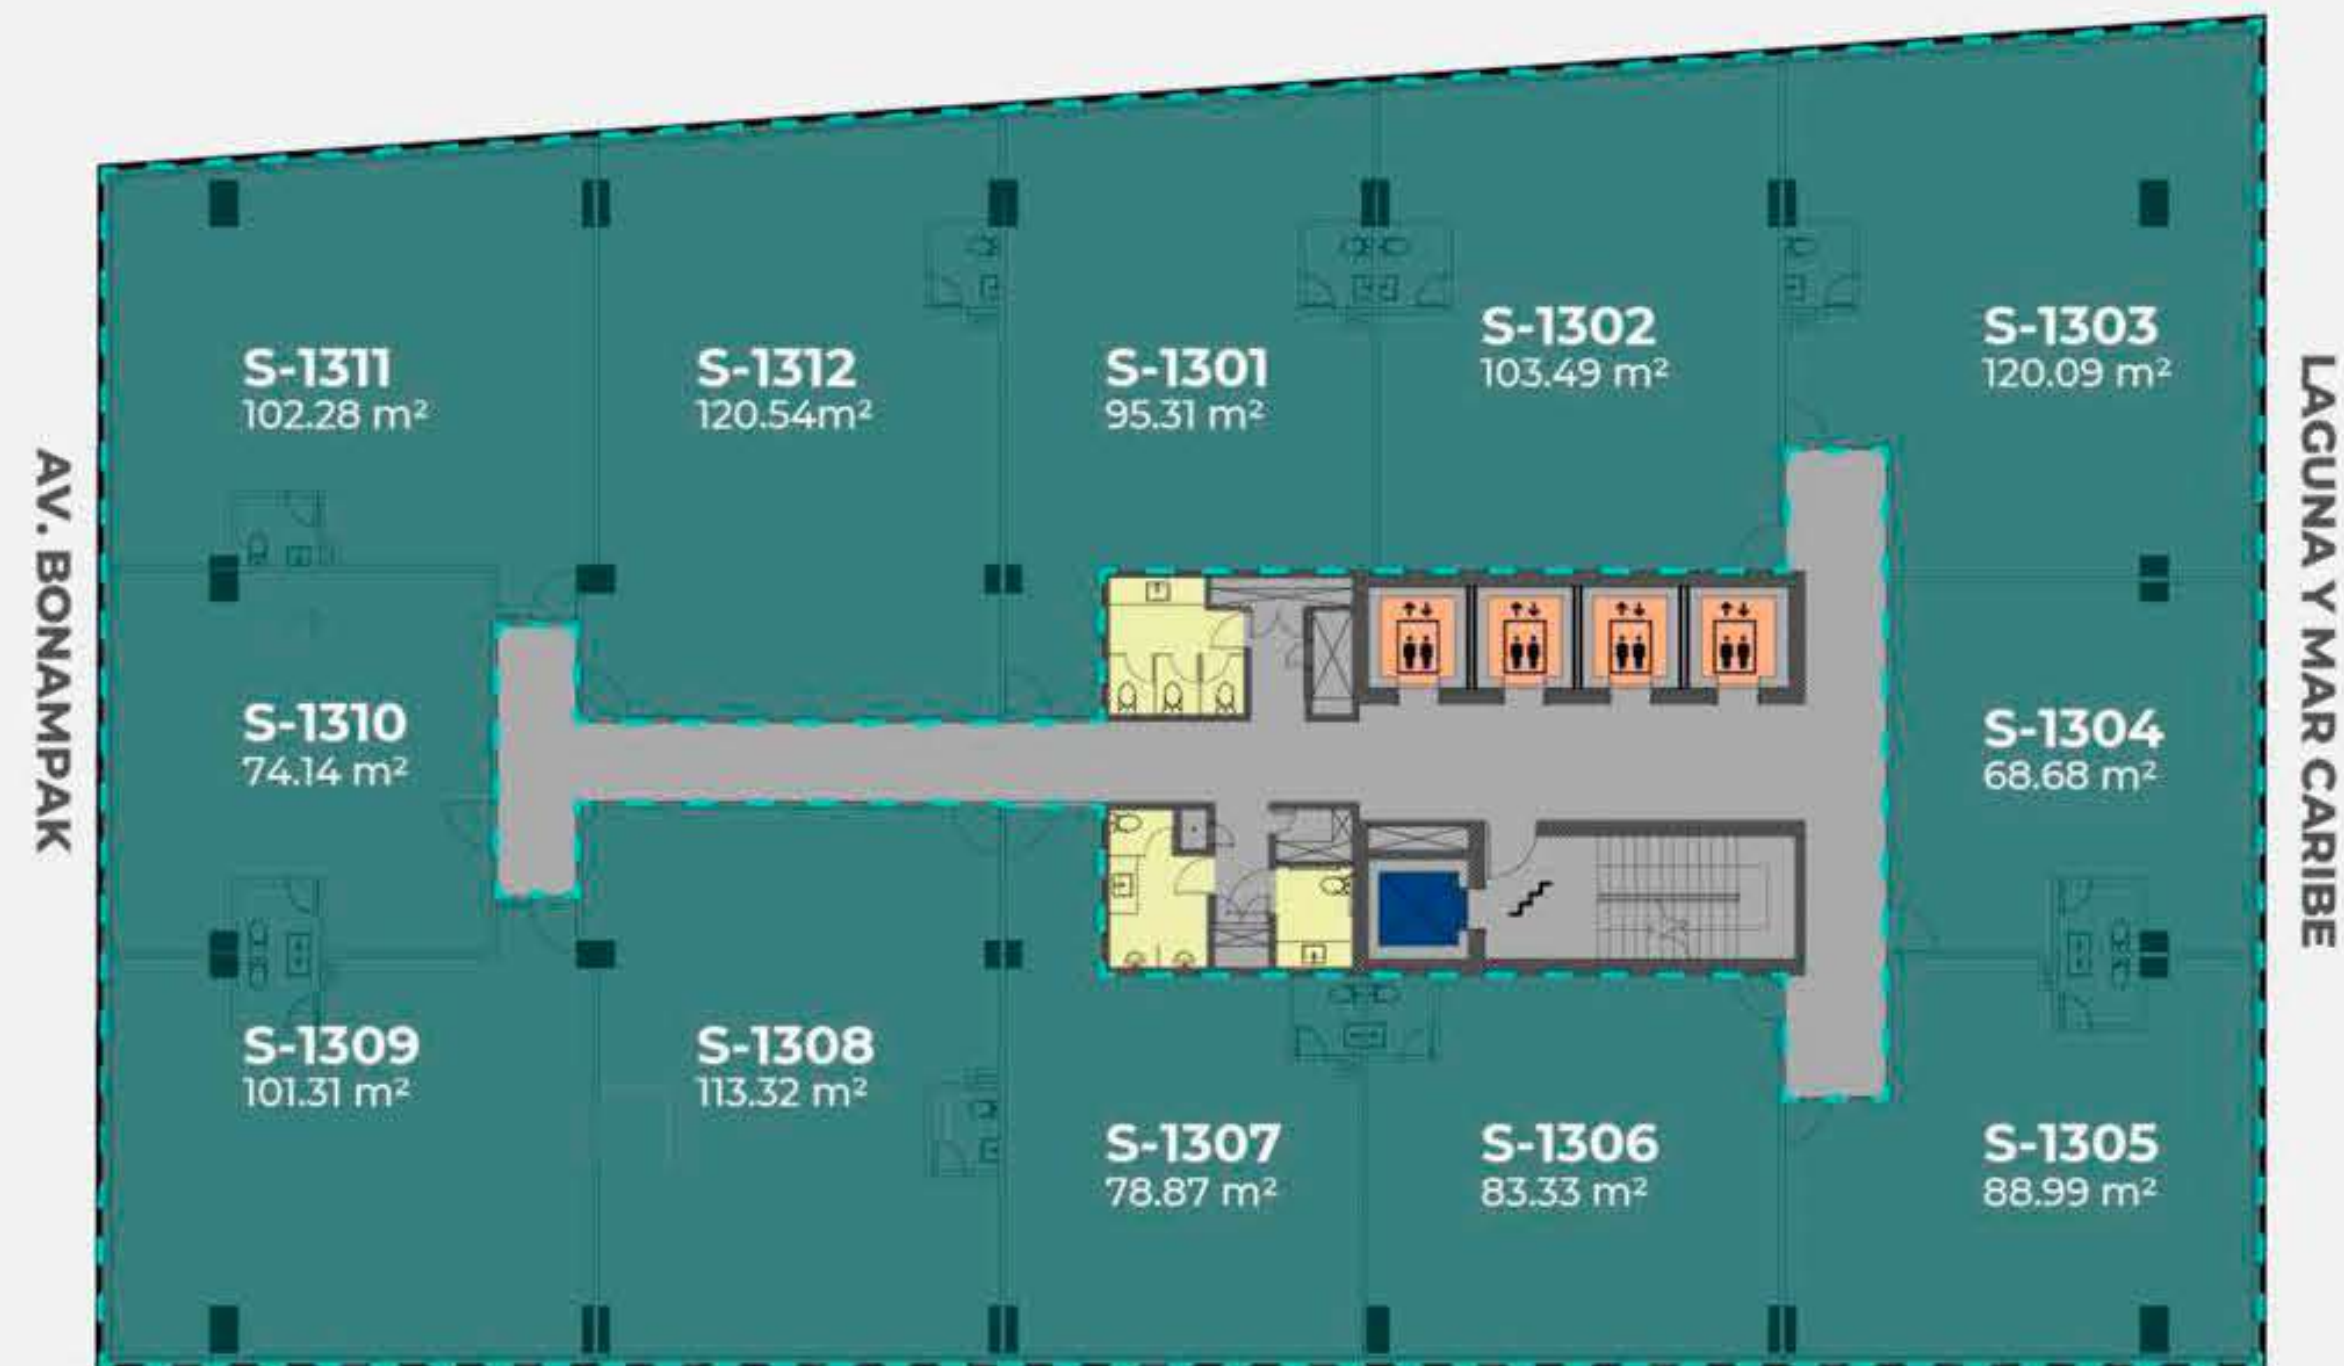 S-1311
102.28 m²
S-1312
120.54m²
S-1301
95.31 m²
S-1302
103.49 m²
S-1303
120.09 m²
AV. BONAMPAK
S-1310
74.14 m²
S-1304
68.68 m²
LAGUNA Y MAR CARIBE
S-1309
101.31 m²
S-1308
113.32 m²
S-1307
78.87 m²
S-1306
83.33 m²
S-1305
88.99 m²